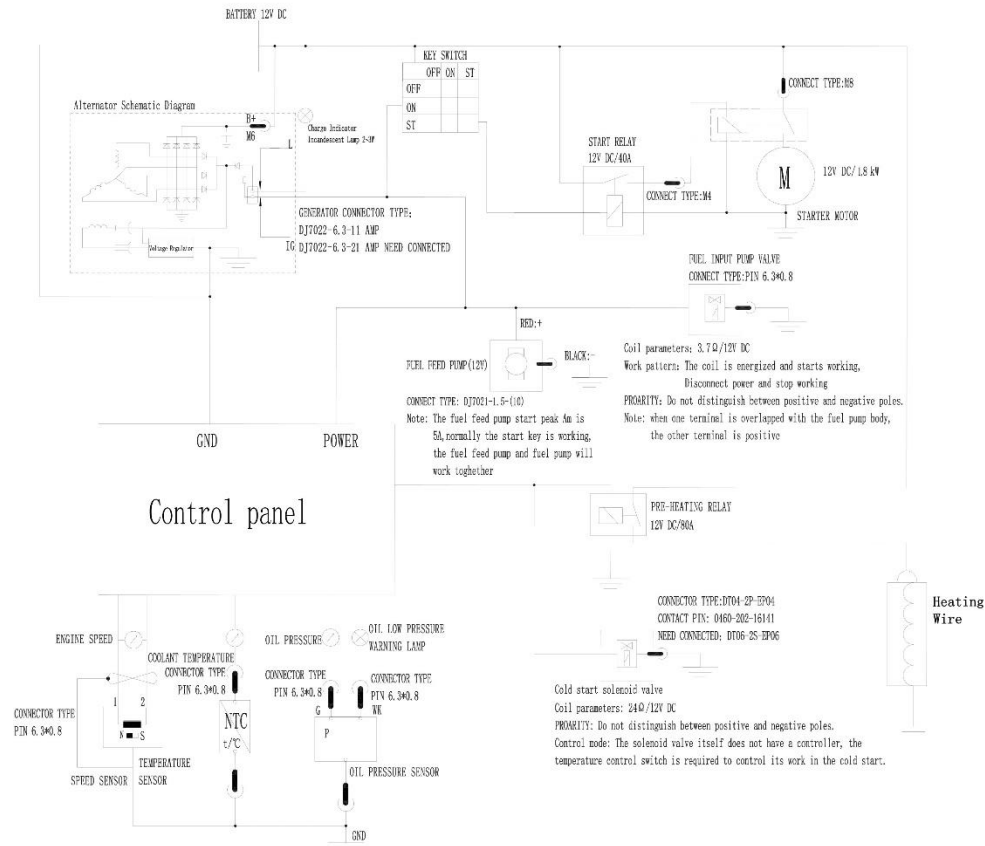 BATTERY 12V DC
KEY SWITCH
OFF ON ST
OFF
ON
ST
CONNECT TYPE:M8
Alternator Schematic Diagram
B+
M6
Charge Indicator
Incandescent Lamp 2-3W
L
START RELAY
12V DC/40A
M
12V DC/1.8 kW
CONNECT TYPE:M4
STARTER MOTOR
GENERATOR CONNECTOR TYPE:
DJ7022-6.3-11 AMP
IG
DJ7022-6.3-21 AMP NEED CONNECTED
Voltage Regulator
FUEL INPUT PUMP VALVE
CONNECT TYPE:PIN 6.3*0.8
RED:+
FUEL FEED PUMP(12V)
BLACK:-
CONNECT TYPE: DJ7021-1.5-(10)
Note: The fuel feed pump start peak Am is
5A,normally the start key is working,
the fuel feed pump and fuel pump will
work toghether
Coil parameters: 3.7Ω/12V DC
Work pattern: The coil is energized and starts working,
Disconnect power and stop working
PROARITY: Do not distinguish between positive and negative poles.
Note: when one terminal is overlapped with the fuel pump body,
the other terminal is positive
GND
POWER
Control panel
PRE-HEATING RELAY
12V DC/80A
CONNECTOR TYPE:DT04-2P-EP04
CONTACT PIN: 0460-202-16141
NEED CONNECTED: DT06-2S-EP06
Heating
Wire
Cold start solenoid valve
Coil parameters: 24Ω/12V DC
PROARITY: Do not distinguish between positive and negative poles.
Control mode: The solenoid valve itself does not have a controller, the
temperature control switch is required to control its work in the cold start.
ENGINE SPEED
COOLANT TEMPERATURE
OIL PRESSURE
OIL LOW PRESSURE
WARNING LAMP
CONNECTOR TYPE
PIN 6.3*0.8
CONNECTOR TYPE
PIN 6.3*0.8
CONNECTOR TYPE
PIN 6.3*0.8
1 2
G
WK
CONNECTOR TYPE
PIN 6.3*0.8
N S
NTC
t/℃
P
SPEED SENSOR
TEMPERATURE
SENSOR
OIL PRESSURE SENSOR
GND